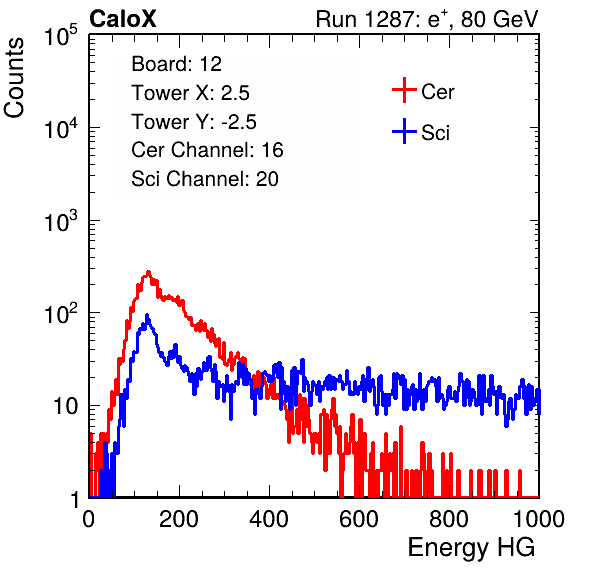 CaloX Run 1287: e⁺, 80 GeV
Counts
10⁵
10⁴
10³
10²
10
1
Board: 12
Tower X: 2.5
Tower Y: -2.5
Cer Channel: 16
Sci Channel: 20
Cer
Sci
0 200 400 600 800 1000
Energy HG